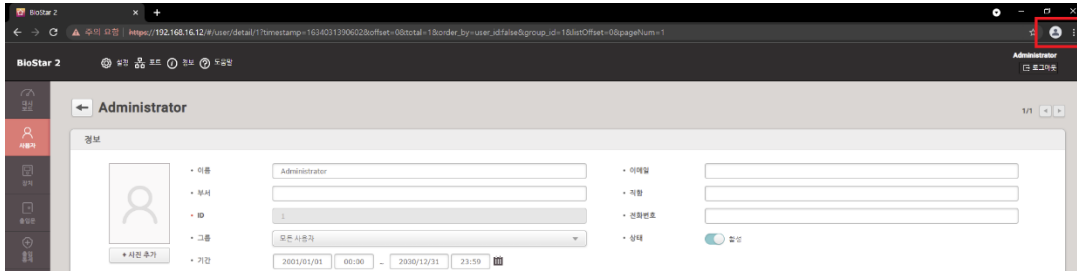 BioStar 2
주의 요함 https://192.168.16.12/#/user/detail/1?timestamp=1634031390602&offset=0&total=1&order_by=user_id:false&group_id=1&listOffset=0&pageNum=1
BioStar 2 설정 포트 정보 도움말 Administrator
로그아웃
Administrator 1/1
사용자
정보
이름 Administrator
부서
ID 1
그룹 모든 사용자
기간 2001/01/01 00:00 - 2030/12/31 23:59
이메일
직함
전화번호
상태 활성
+ 사진 추가
장치
출입문